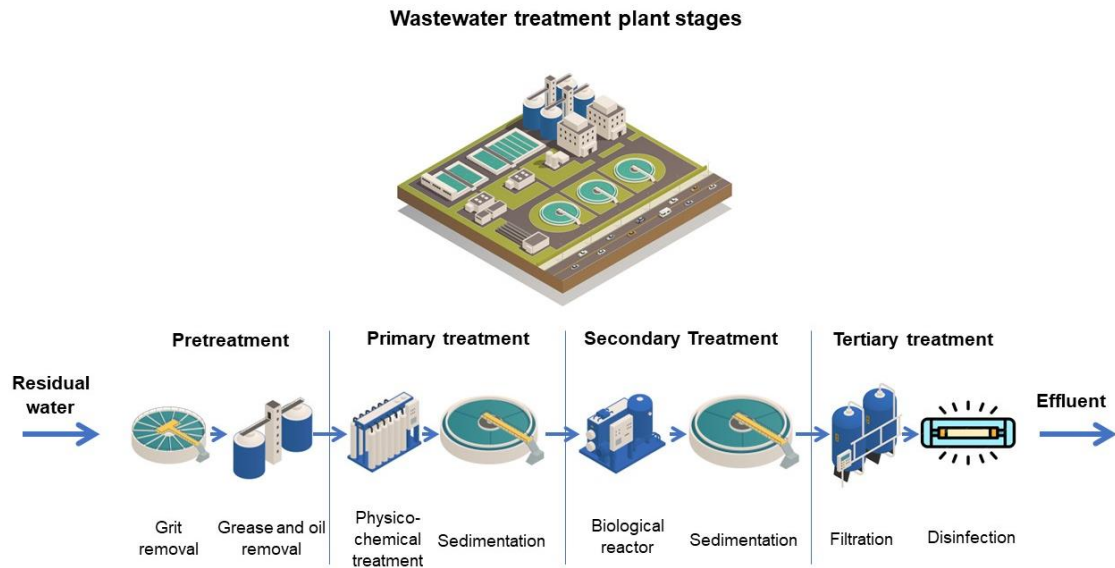 Wastewater treatment plant stages
Pretreatment
Primary treatment
Secondary Treatment
Tertiary treatment
Residual
water
Effluent
Grit
removal
Grease and oil
removal
Physico-
chemical
treatment
Sedimentation
Biological
reactor
Sedimentation
Filtration
Disinfection